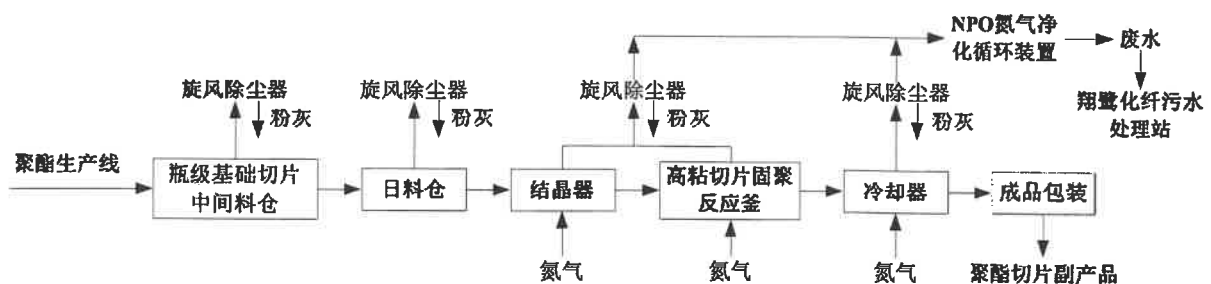 NPO氮气净
化循环装置
废水
翔鹭化纤污水
处理站
旋风除尘器
粉灰
旋风除尘器
粉灰
旋风除尘器
粉灰
旋风除尘器
粉灰
聚酯生产线
瓶级基础切片
中间料仓
日料仓
结晶器
高粘切片固聚
反应釜
冷却器
成品包装
氮气
氮气
氮气
聚酯切片副产品